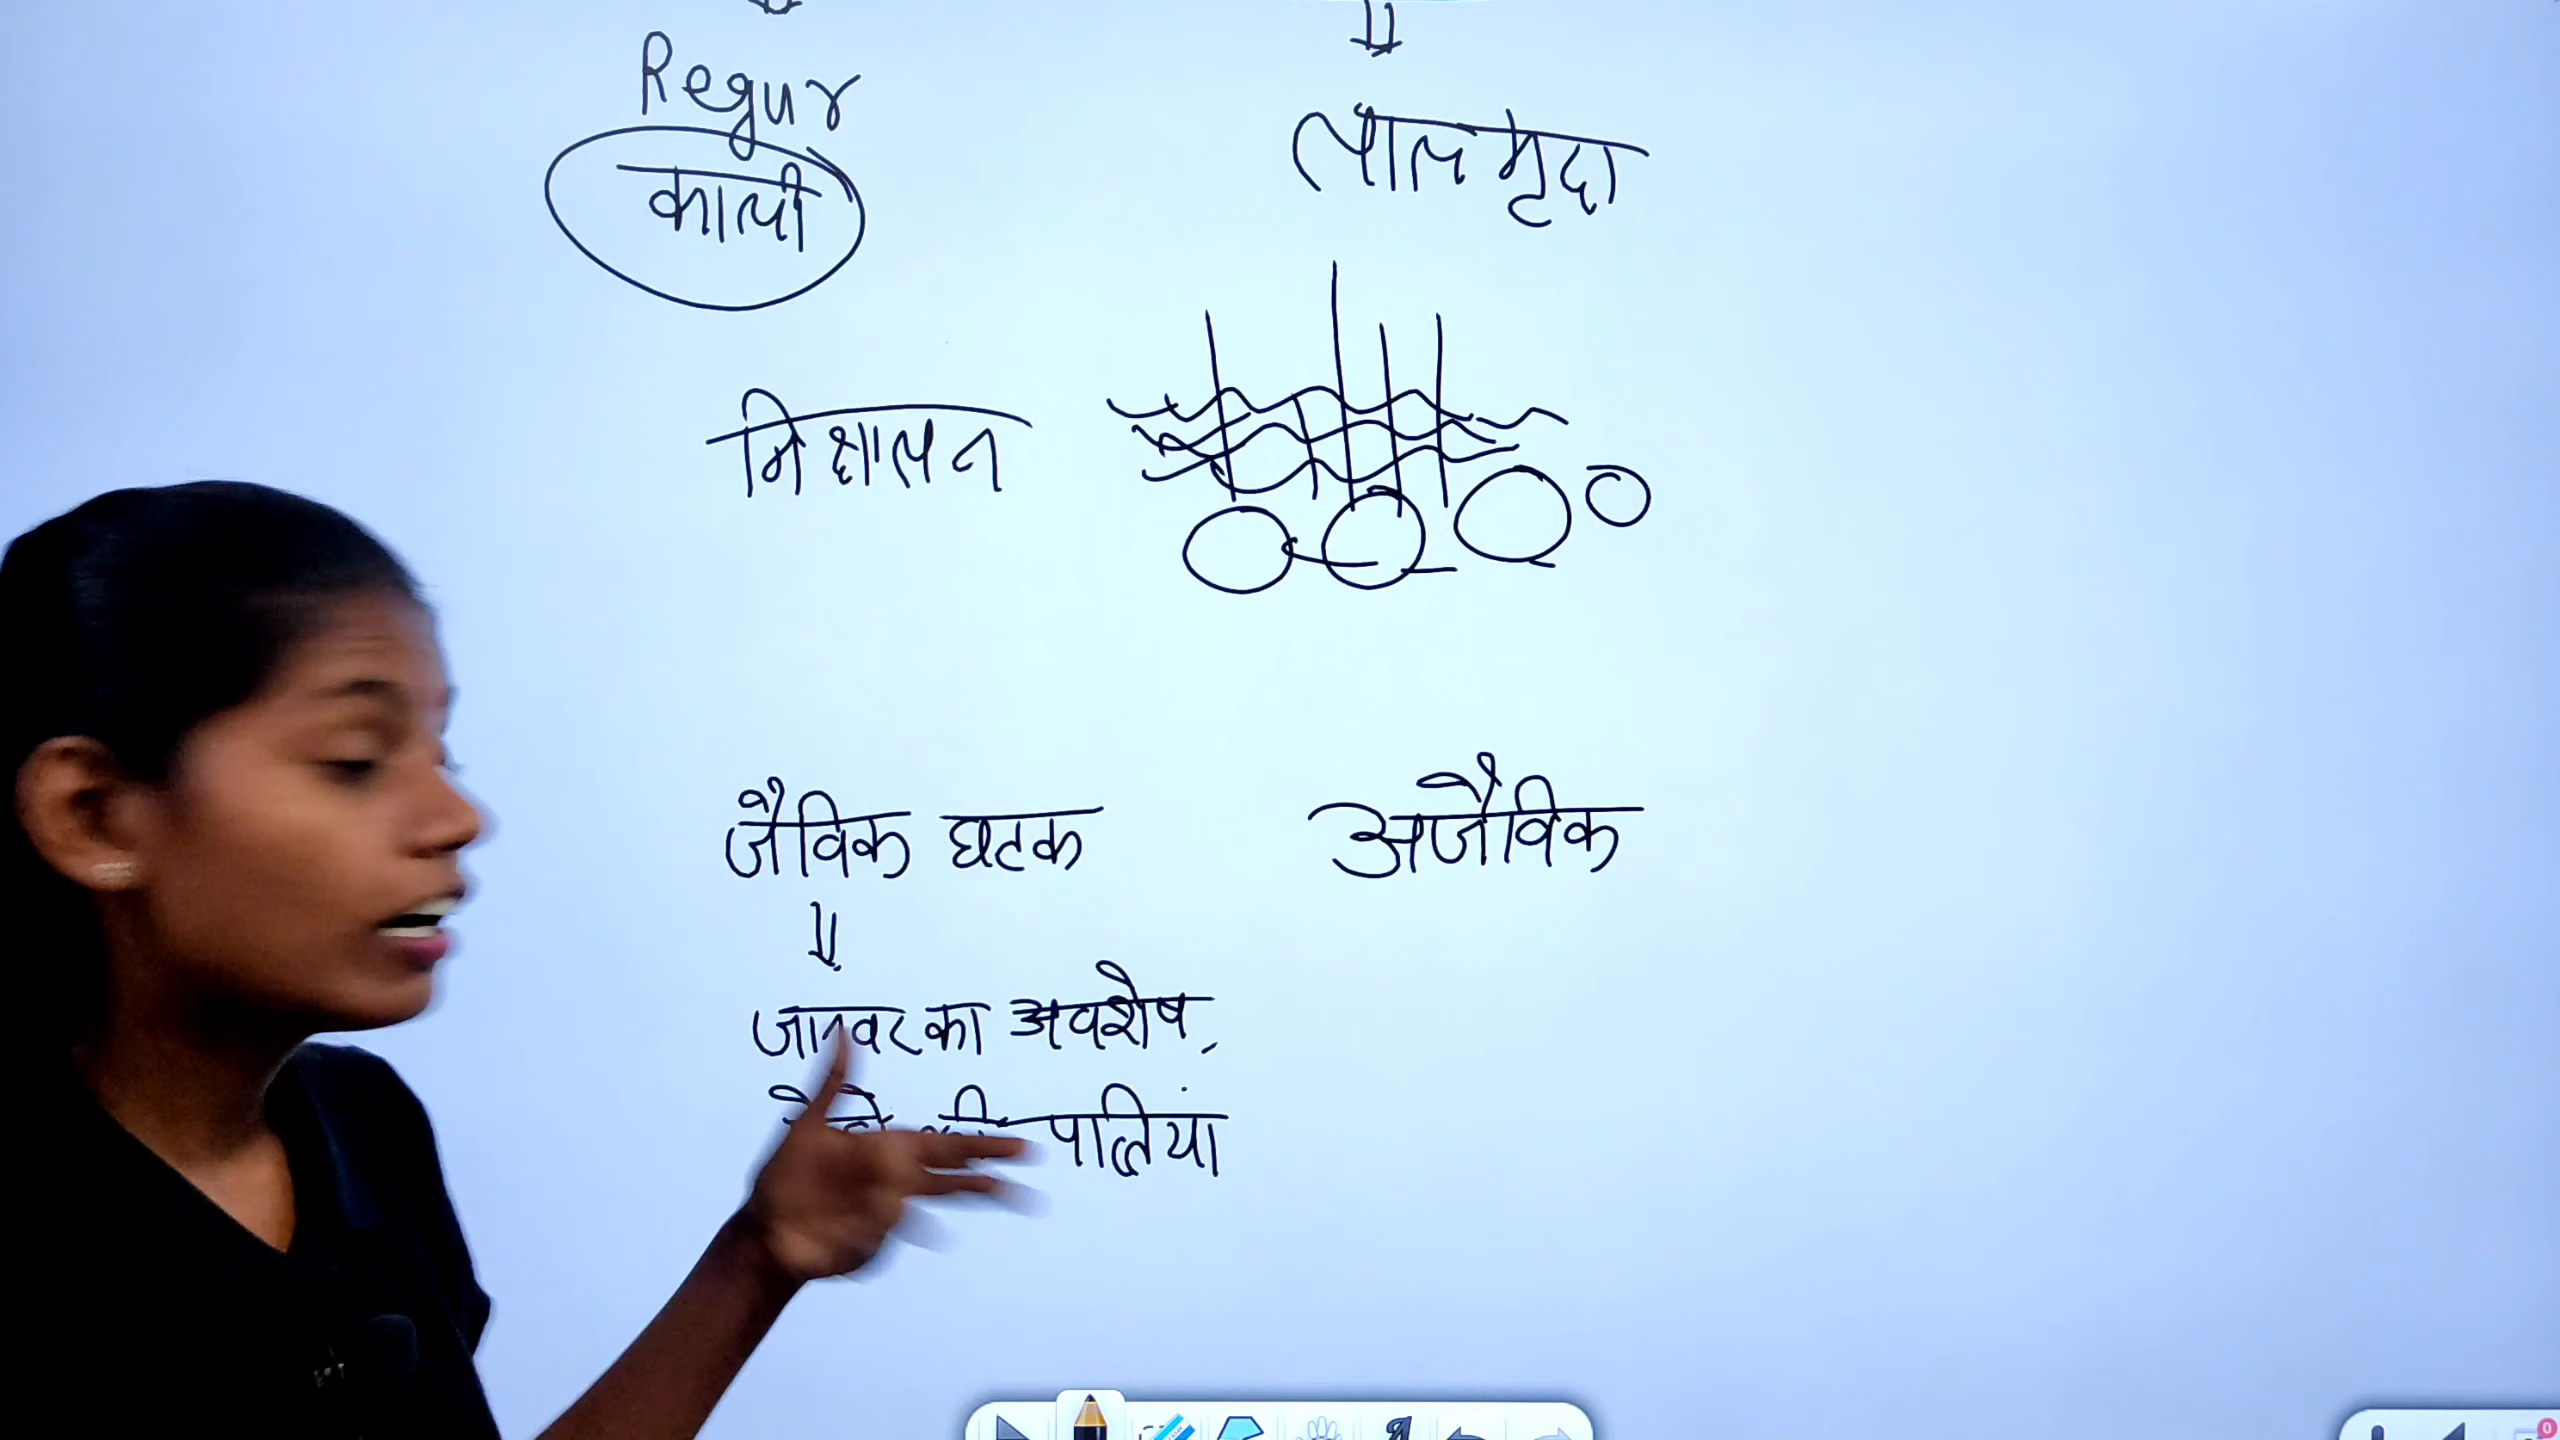 Regur
काली
लाल मृदा
निक्षालन
जैविक घटक
अजैविक
जानवर का अवशेष,
की पत्तियां